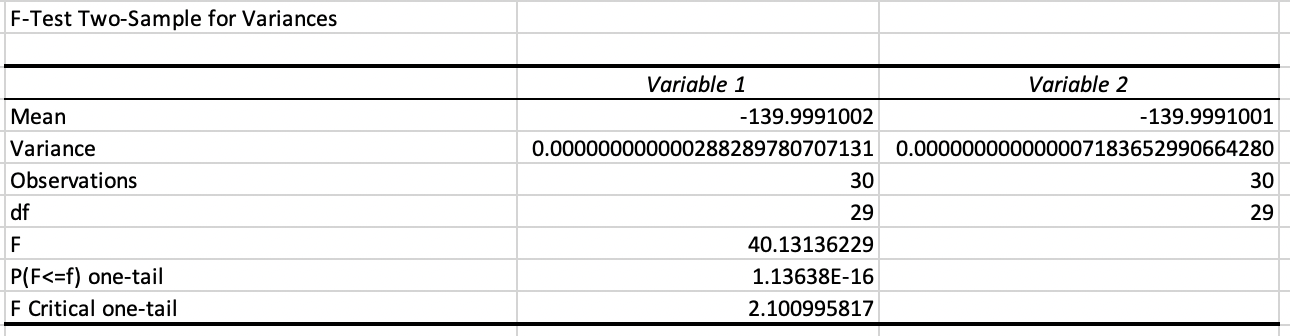 F-Test Two-Sample for Variances
Variable 1 Variable 2
Mean -139.9991002 -139.9991001
Variance 0.000000000000288289780707131 0.000000000000007183652990664280
Observations 30 30
df 29 29
F 40.13136229
P(F<=f) one-tail 1.13638E-16
F Critical one-tail 2.100995817